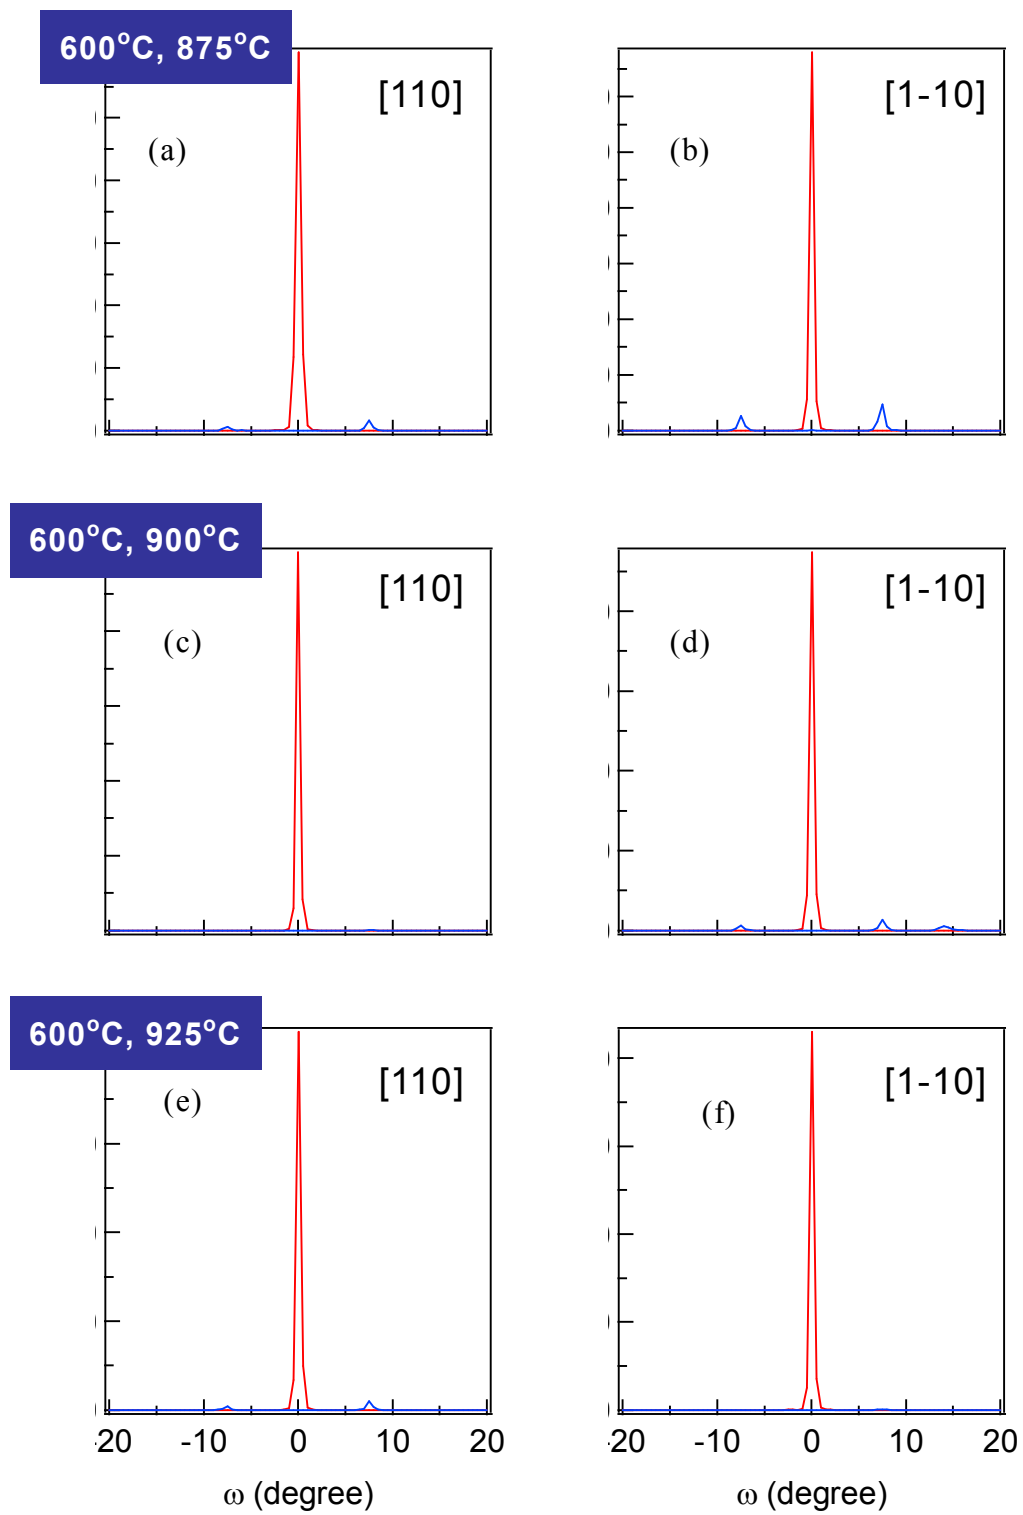 600°C, 875°C
[110]
[1-10]
(a)
(b)
600°C, 900°C
[110]
[1-10]
(c)
(d)
600°C, 925°C
[110]
[1-10]
(e)
(f)
-20 -10 0 10 20
-20 -10 0 10 20
ω (degree)
ω (degree)